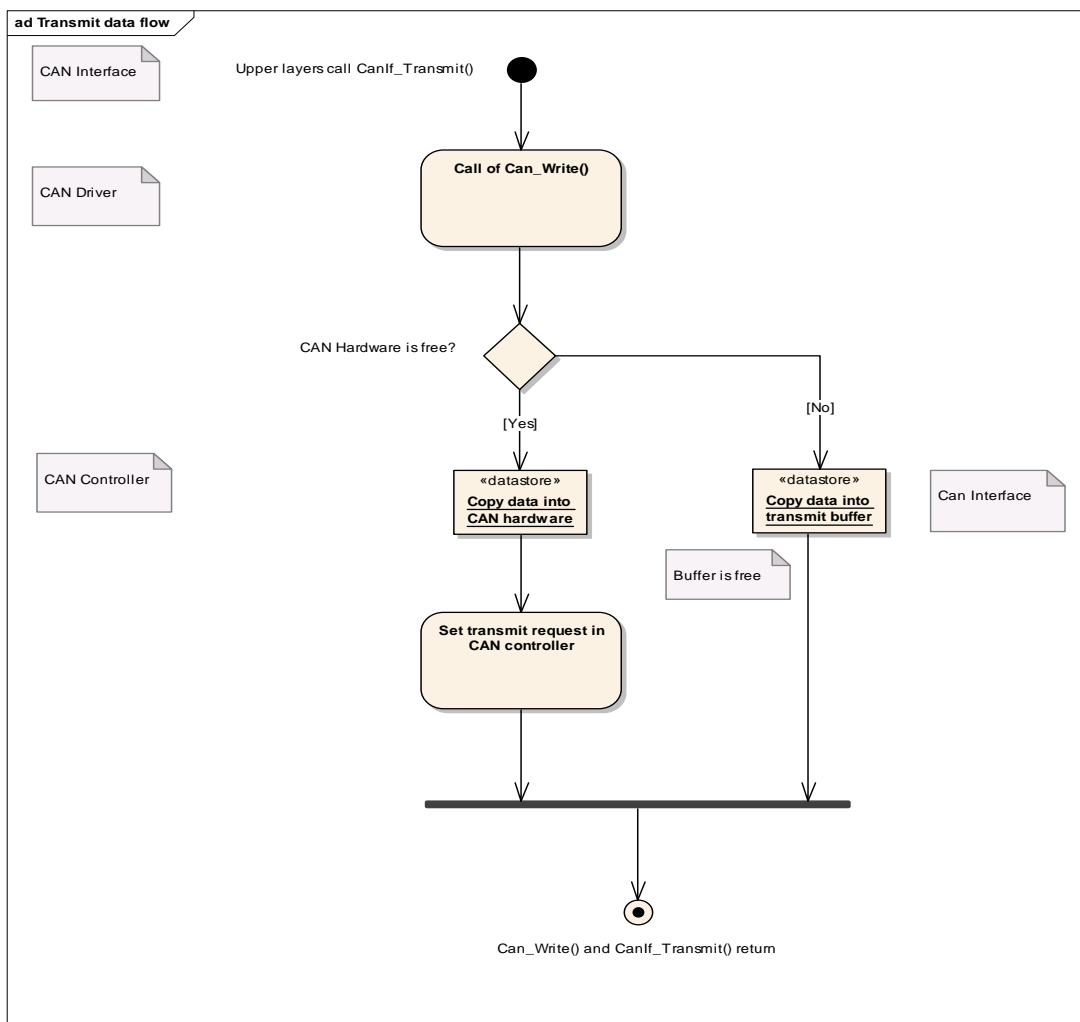 ad Transmit data flow
CAN Interface
Upper layers call CanIf_Transmit()
CAN Driver
Call of Can_Write()
CAN Hardware is free?
[Yes]
[No]
CAN Controller
«datastore»
Copy data into
CAN hardware
«datastore»
Copy data into
transmit buffer
Can Interface
Buffer is free
Set transmit request in
CAN controller
Can_Write() and CanIf_Transmit() return